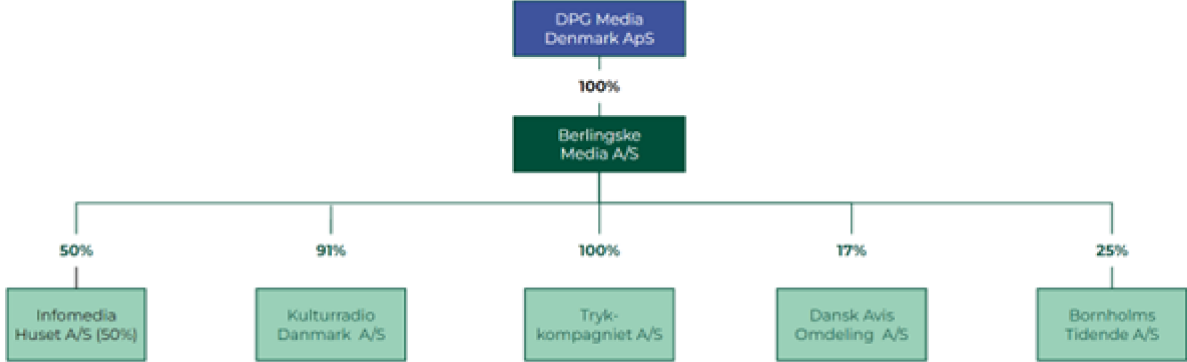 DPG Media
Denmark ApS
100%
Berlingske
Media A/S
50%
91%
100%
17%
25%
Infomedia
Huset A/S (50%)
Kulturradio
Danmark A/S
Tryk-
kompagniet A/S
Dansk Avis
Omdeling A/S
Bornholms
Tidende A/S